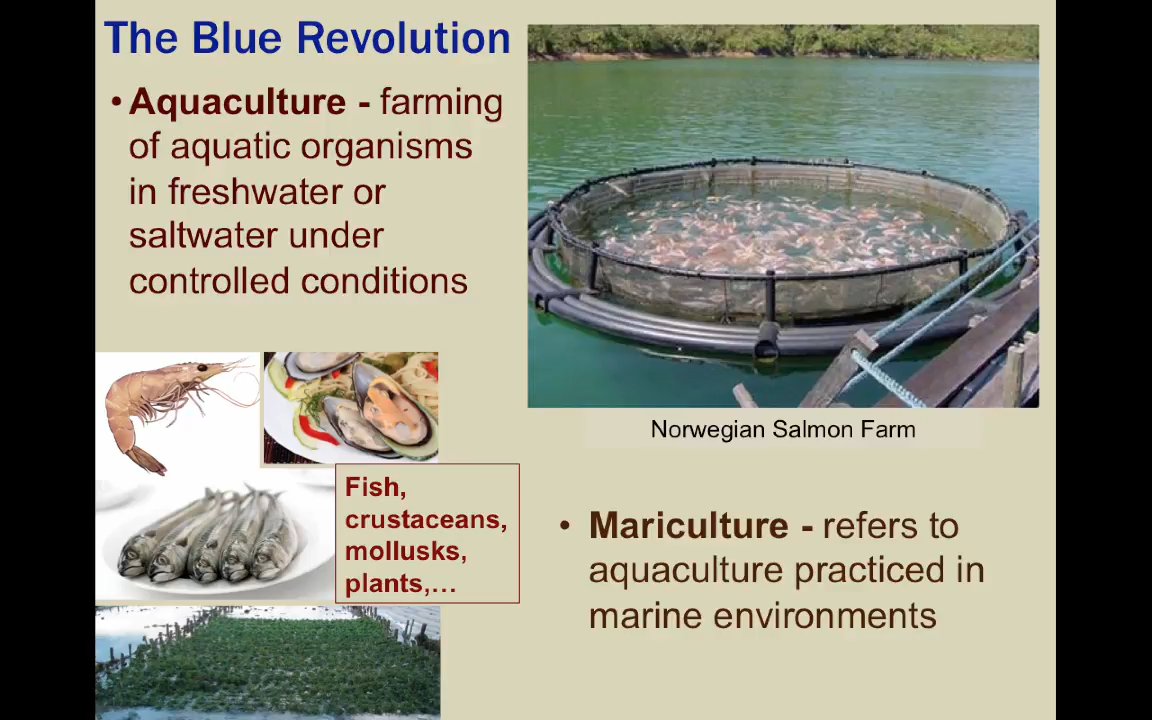 The Blue Revolution
• Aquaculture - farming
of aquatic organisms
in freshwater or
saltwater under
controlled conditions
Norwegian Salmon Farm
Fish,
crustaceans,
mollusks,
plants,...
• Mariculture - refers to
aquaculture practiced in
marine environments